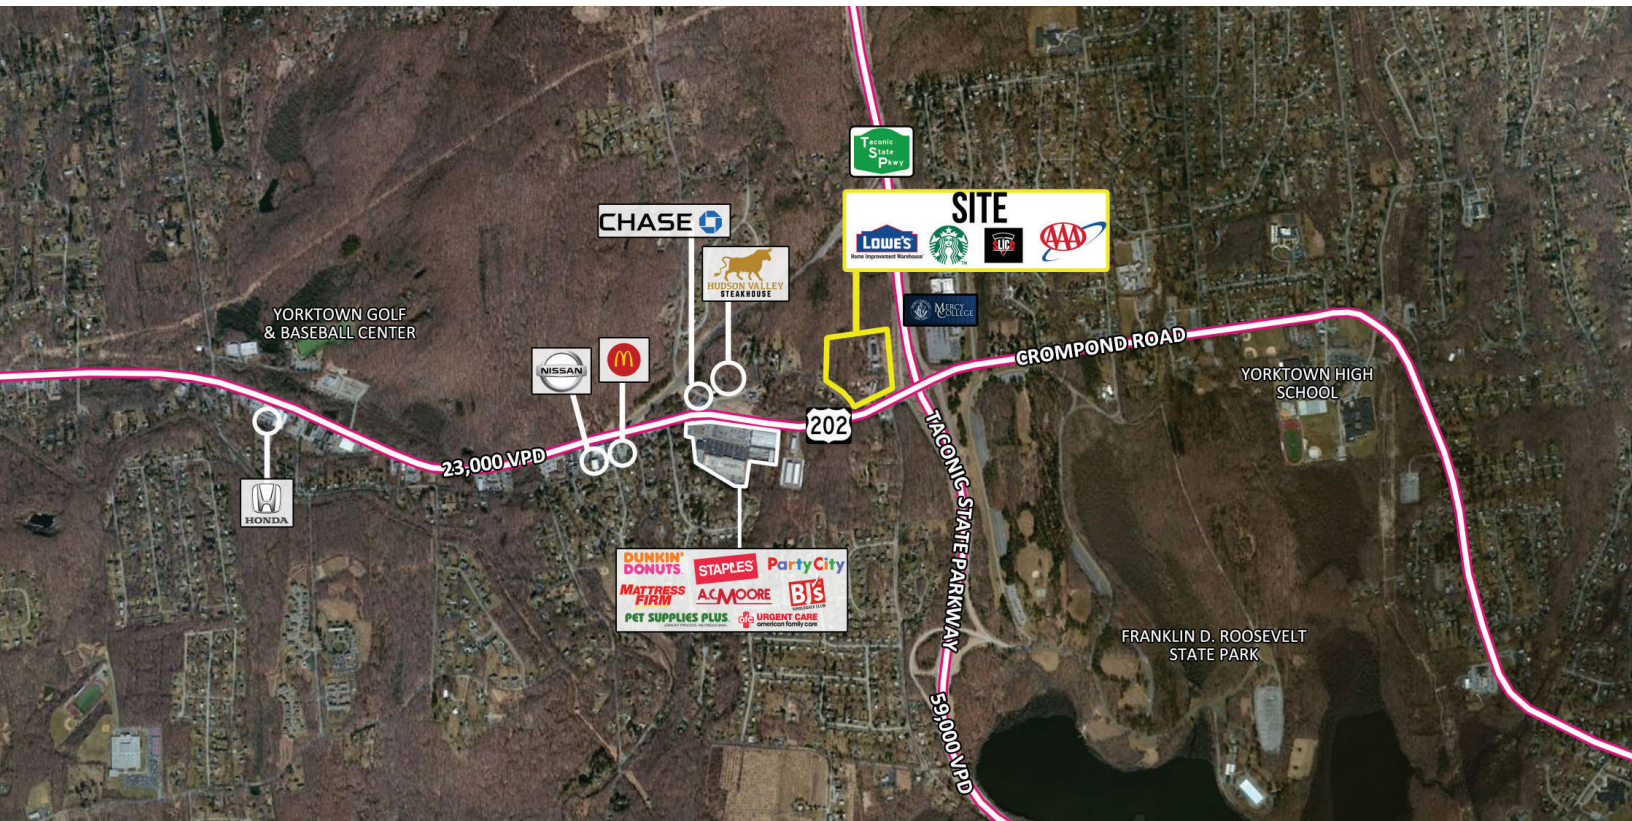 Taconic
State
Pkwy
SITE
LOWE'S
Home Improvement Warehouse
TM
SLICE
AAA
CHASE
HUDSON VALLEY
STEAKHOUSE
MERCY
COLLEGE
YORKTOWN GOLF
& BASEBALL CENTER
NISSAN
CROMPOND ROAD
YORKTOWN HIGH
SCHOOL
202
23,000 VPD
HONDA
TACONIC STATE PARKWAY
DUNKIN'
DONUTS
STAPLES
PartyCity
MATTRESS
FIRM
A.C.MOORE
BJ's
WHOLESALE CLUB
PET SUPPLIES PLUS.
afc URGENT CARE
american family care
FRANKLIN D. ROOSEVELT
STATE PARK
59,000 VPD